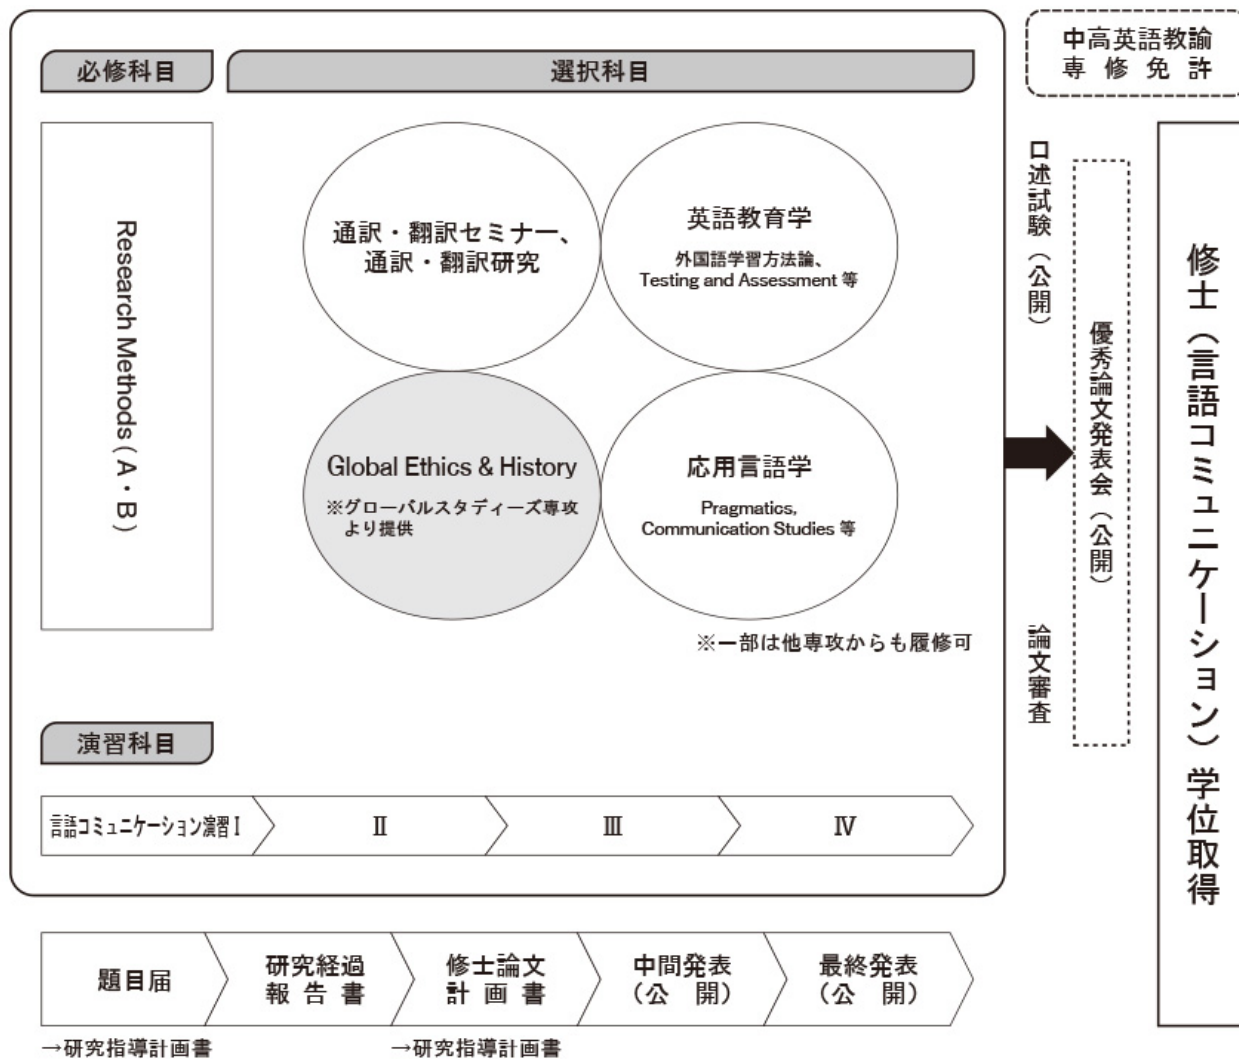 必修科目
選択科目
Research Methods ( A・B )
通訳・翻訳セミナー、
通訳・翻訳研究
英語教育学
外国語学習方法論、
Testing and Assessment 等
Global Ethics & History
※グローバルスタディーズ専攻
より提供
応用言語学
Pragmatics,
Communication Studies 等
※一部は他専攻からも履修可
演習科目
言語コミュニケーション演習Ⅰ
Ⅱ
Ⅲ
Ⅳ
題目届
研究経過
報告書
修士論文
計画書
中間発表
(公 開)
最終発表
(公 開)
→研究指導計画書
→研究指導計画書
中高英語教諭
専修免許
口述試験（公開）
論文審査
優秀論文発表会（公開）
修士（言語コミュニケーション）学位取得